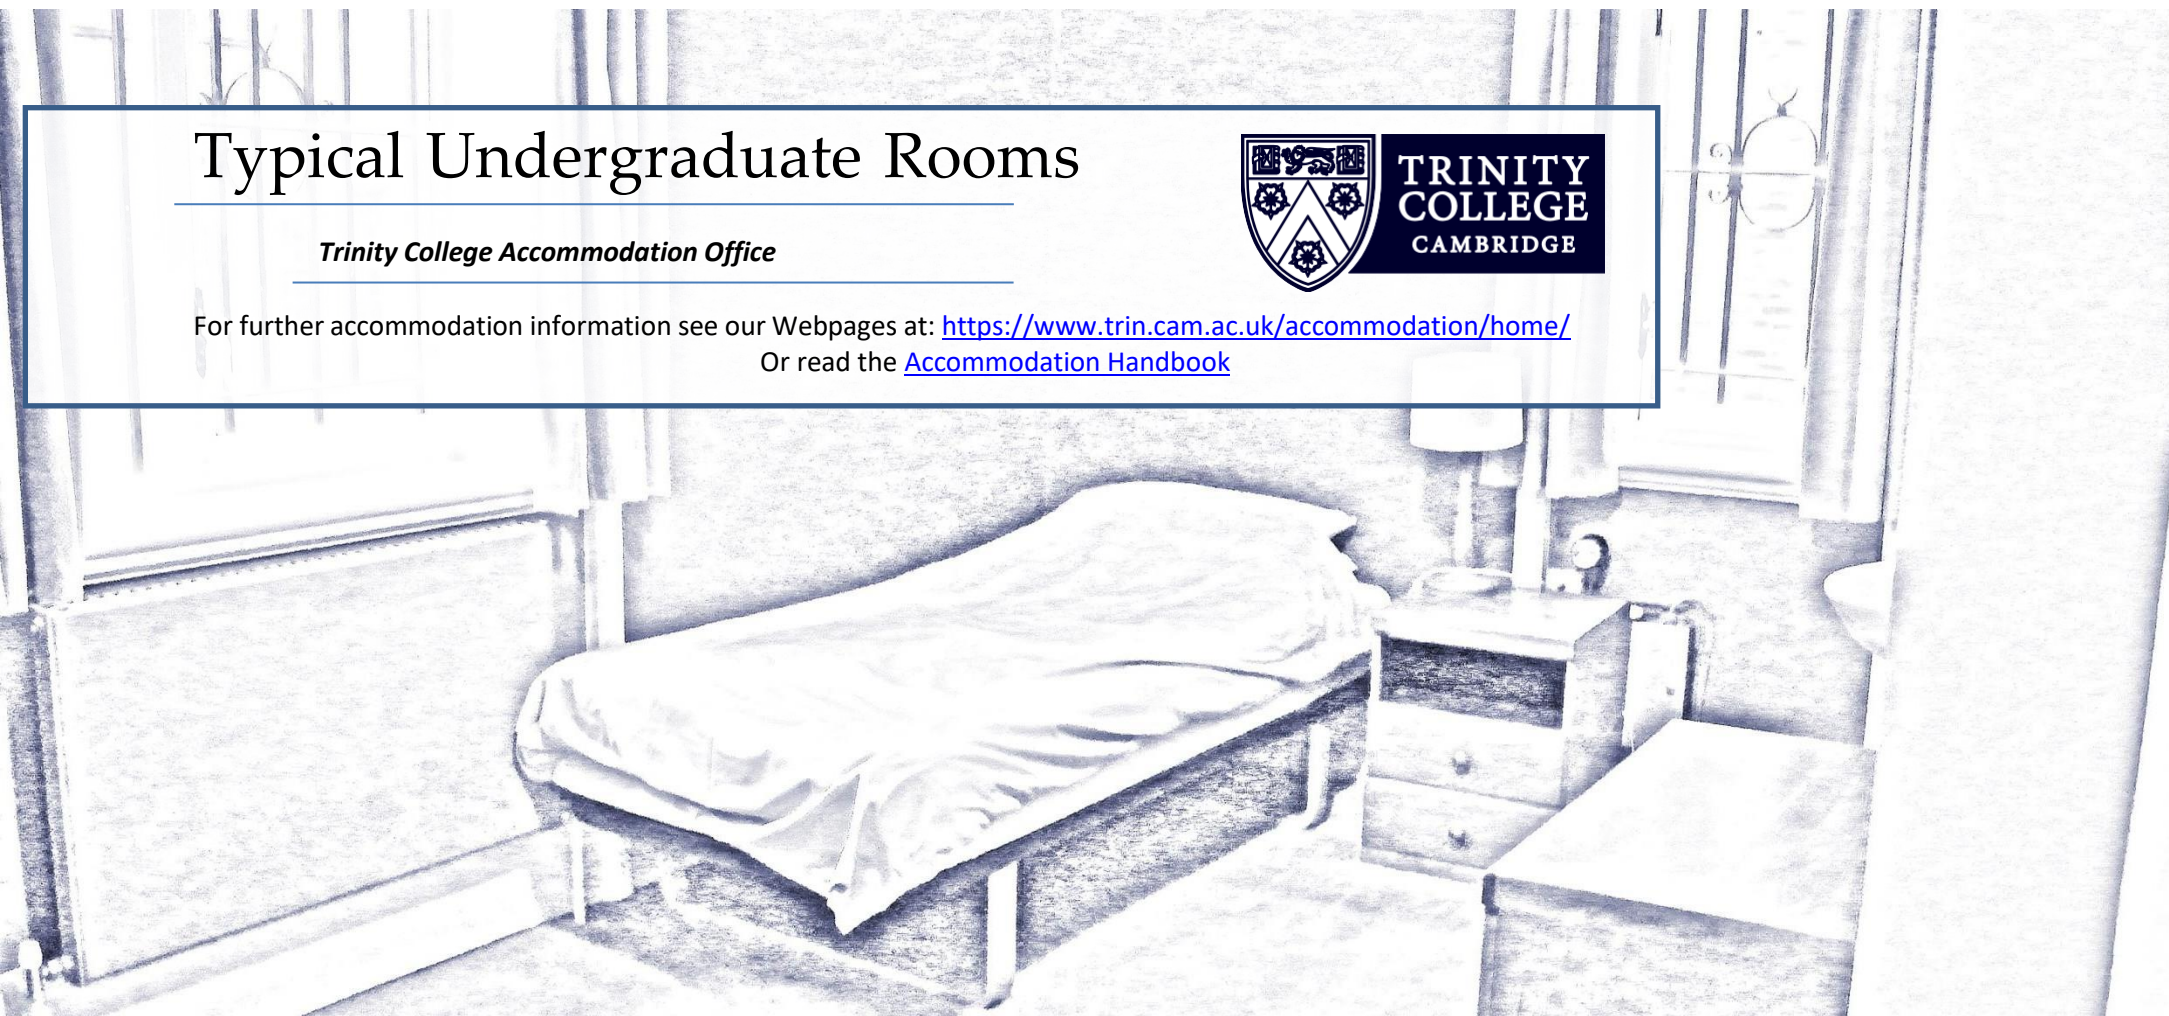 Typical Undergraduate Rooms
TRINITY
COLLEGE
CAMBRIDGE
Trinity College Accommodation Office
For further accommodation information see our Webpages at: https://www.trin.cam.ac.uk/accommodation/home/
Or read the Accommodation Handbook